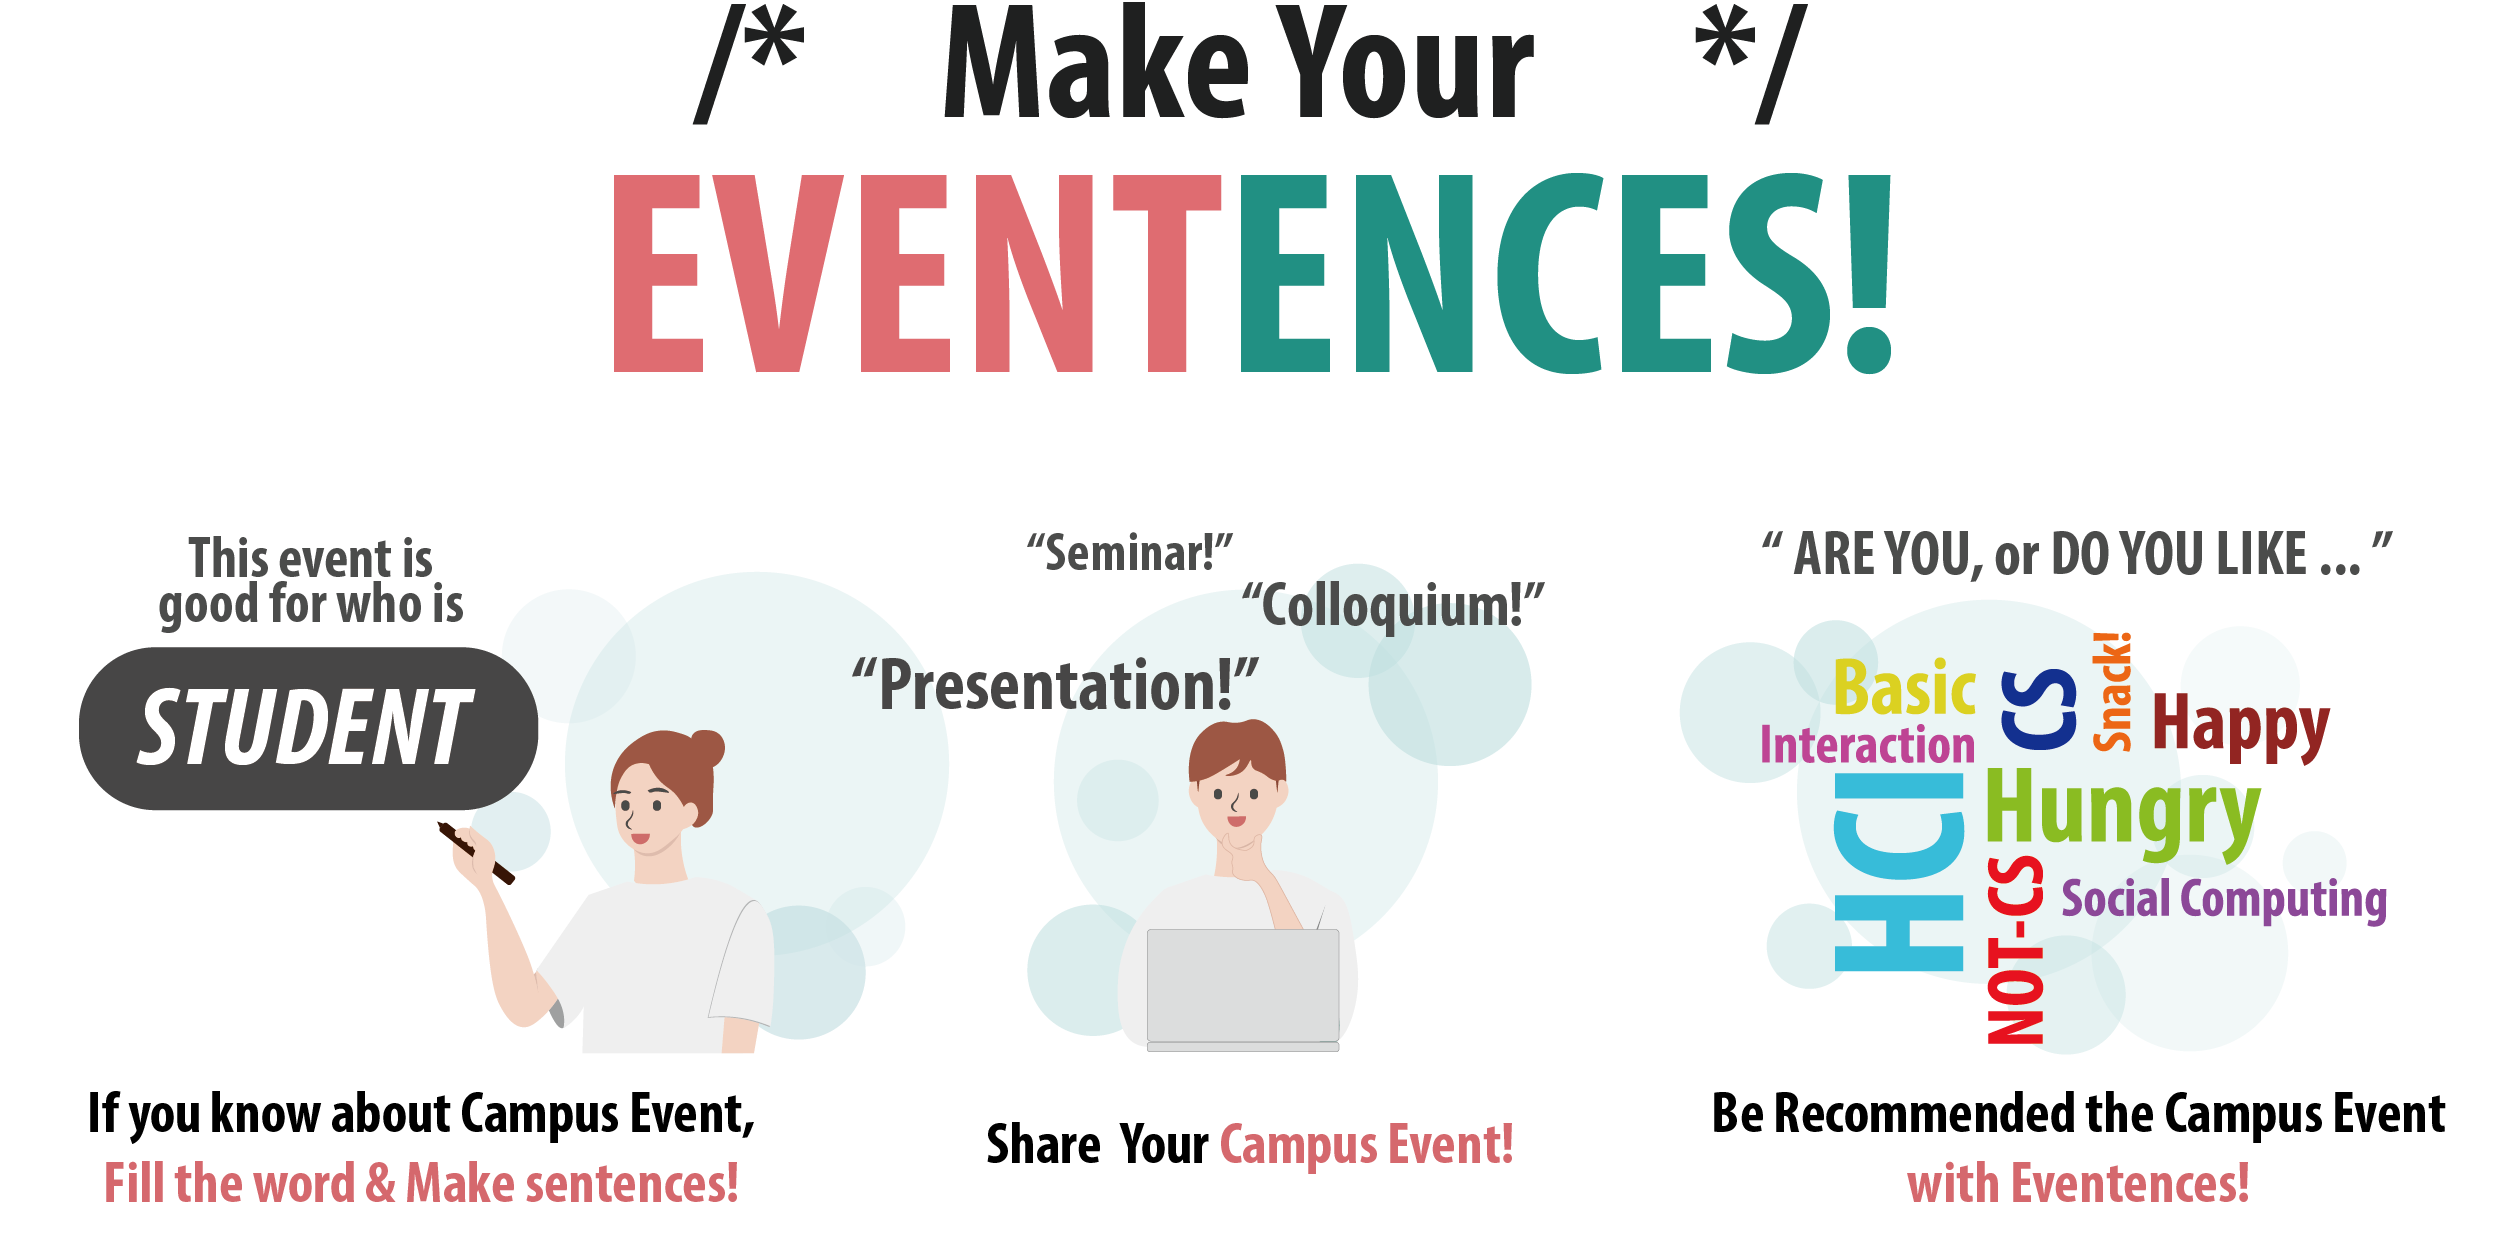 /* Make Your */
EVENTENCES!
This event is
good for who is
STUDENT
If you know about Campus Event,
Fill the word & Make sentences!
“Seminar!”
“Colloquium!”
“Presentation!”
Share Your Campus Event!
“ ARE YOU, or DO YOU LIKE ... ”
Basic
Interaction
CS
Snack!
Happy
HCI
Hungry
NOT-CS
Social Computing
Be Recommended the Campus Event
with Eventences!